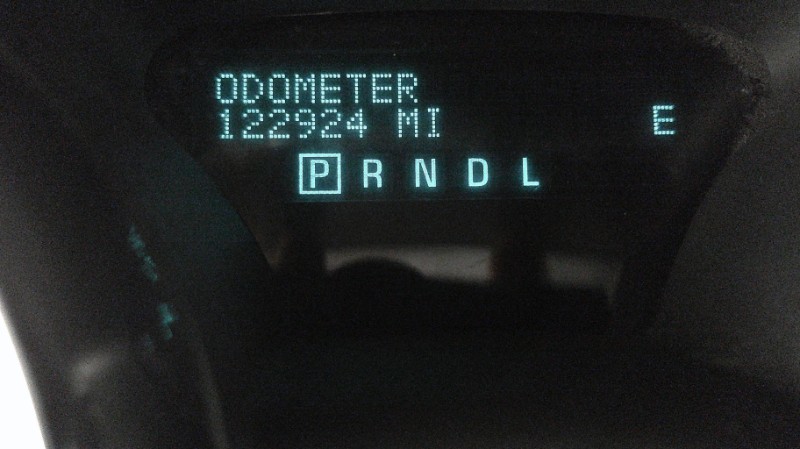 ODOMETER
122924 MI E
P R N D L